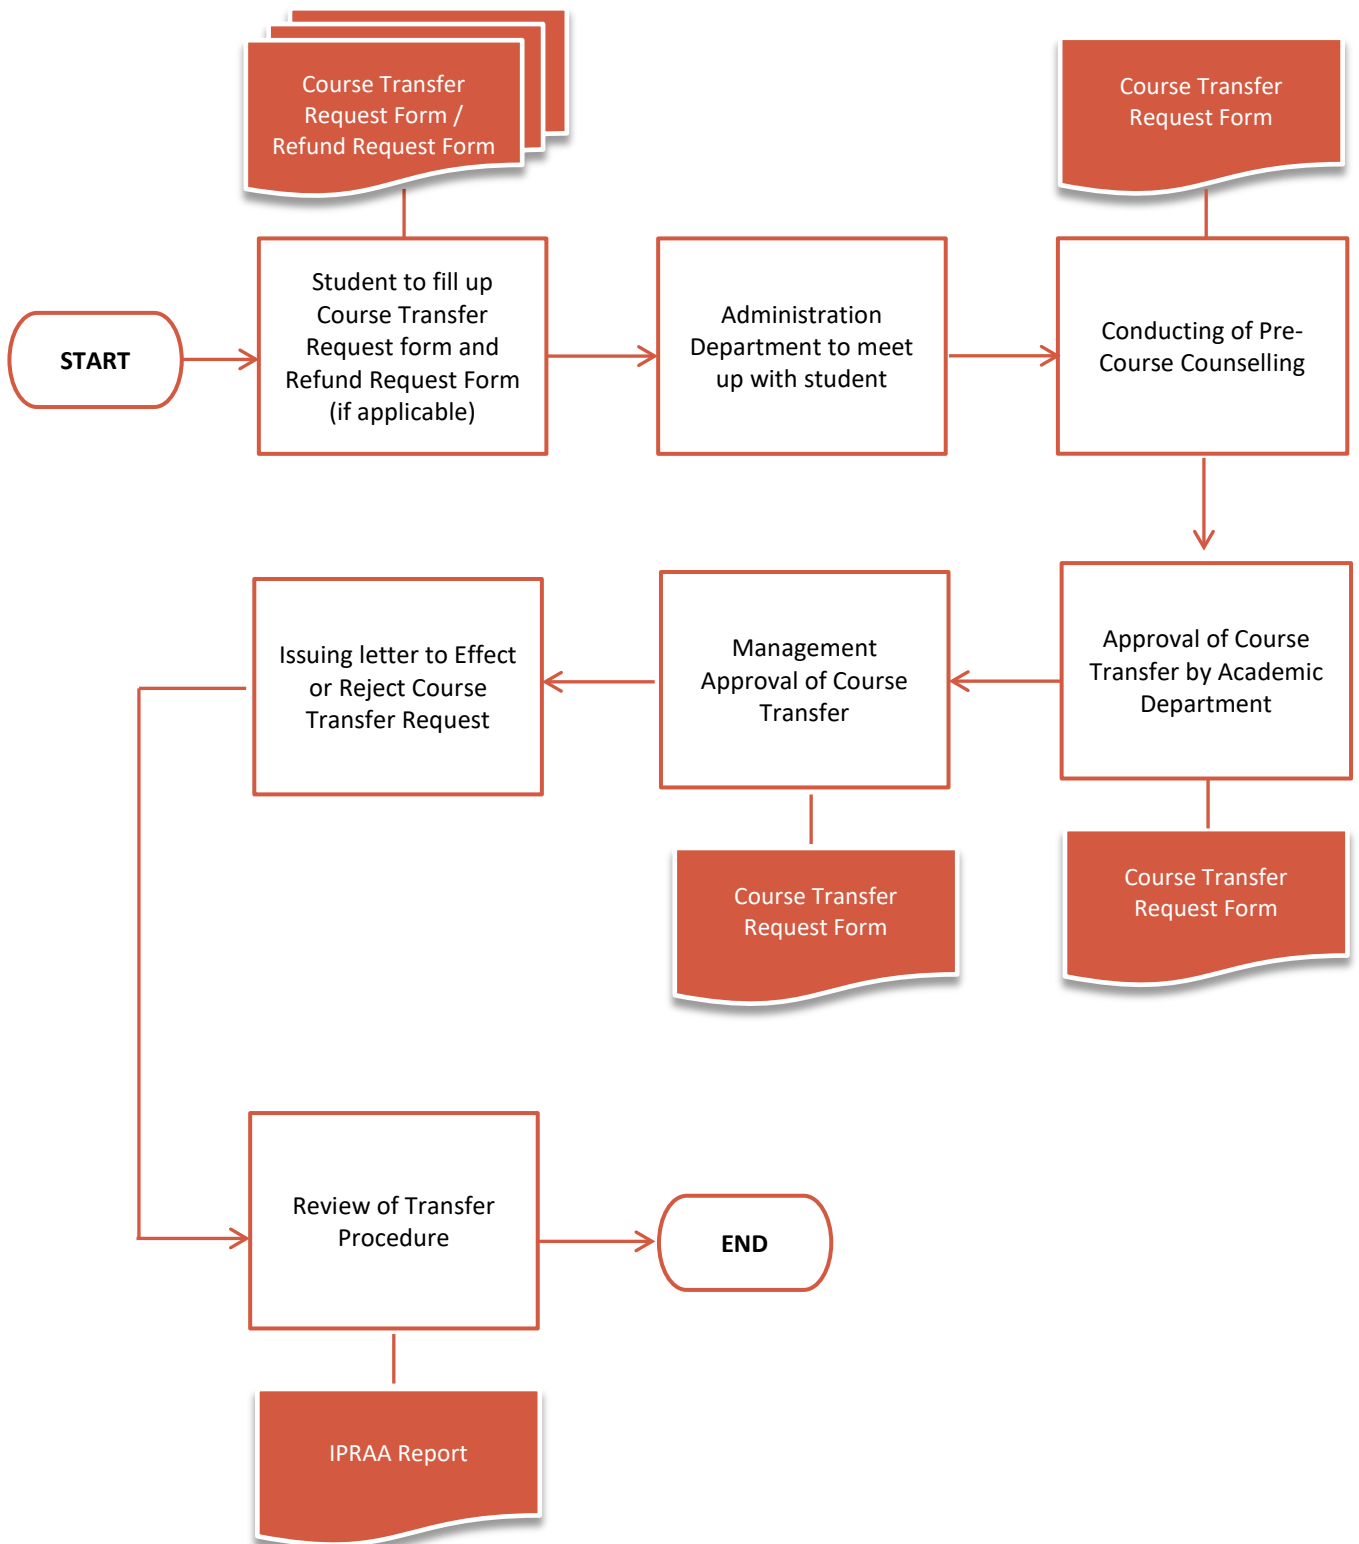 Course Transfer
Request Form /
Refund Request Form
Course Transfer
Request Form
START
Student to fill up
Course Transfer
Request form and
Refund Request Form
(if applicable)
Administration
Department to meet
up with student
Conducting of Pre-
Course Counselling
Issuing letter to Effect
or Reject Course
Transfer Request
Management
Approval of Course
Transfer
Approval of Course
Transfer by Academic
Department
Course Transfer
Request Form
Course Transfer
Request Form
Review of Transfer
Procedure
END
IPRAA Report